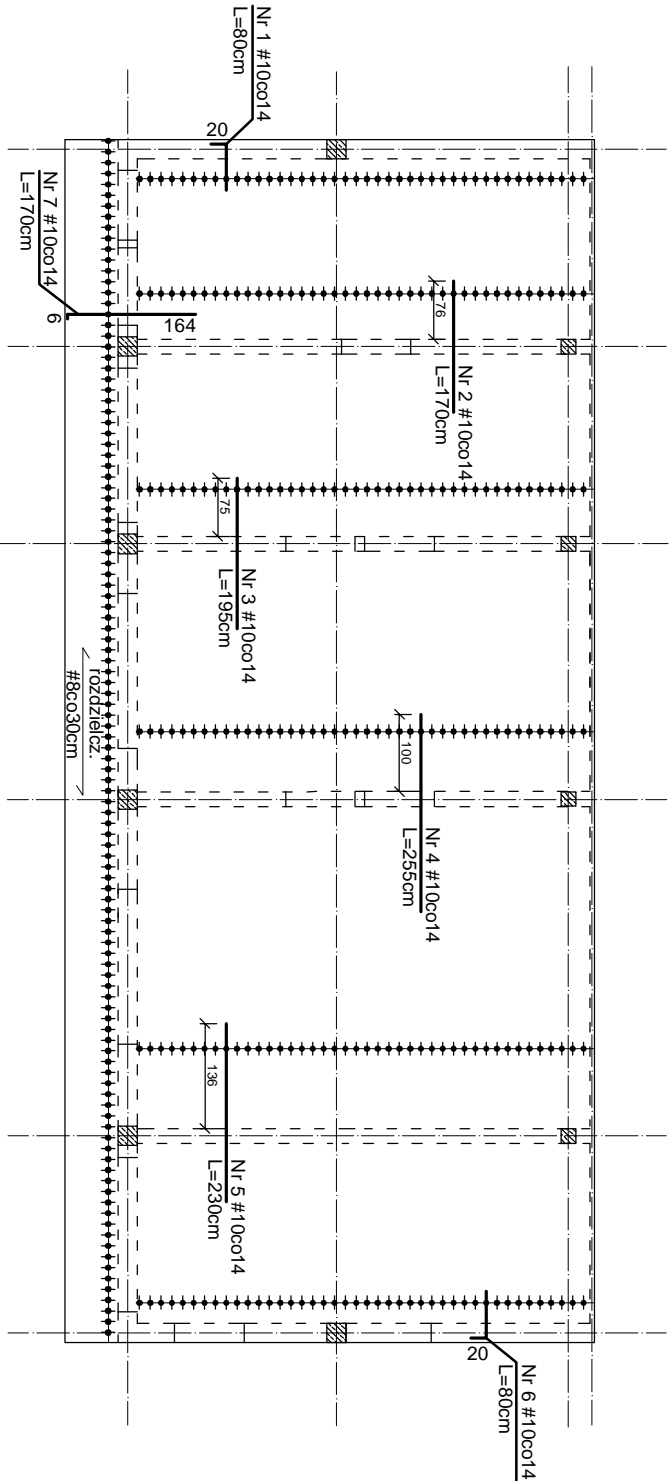 Nr 1 #10co14
L=80cm
20
Nr 7 #10co14
L=170cm
6
164
76
Nr 2 #10co14
L=170cm
75
Nr 3 #10co14
L=195cm
rozdzielcz.
#8co30cm
100
Nr 4 #10co14
L=255cm
136
Nr 5 #10co14
L=230cm
20
Nr 6 #10co14
L=80cm